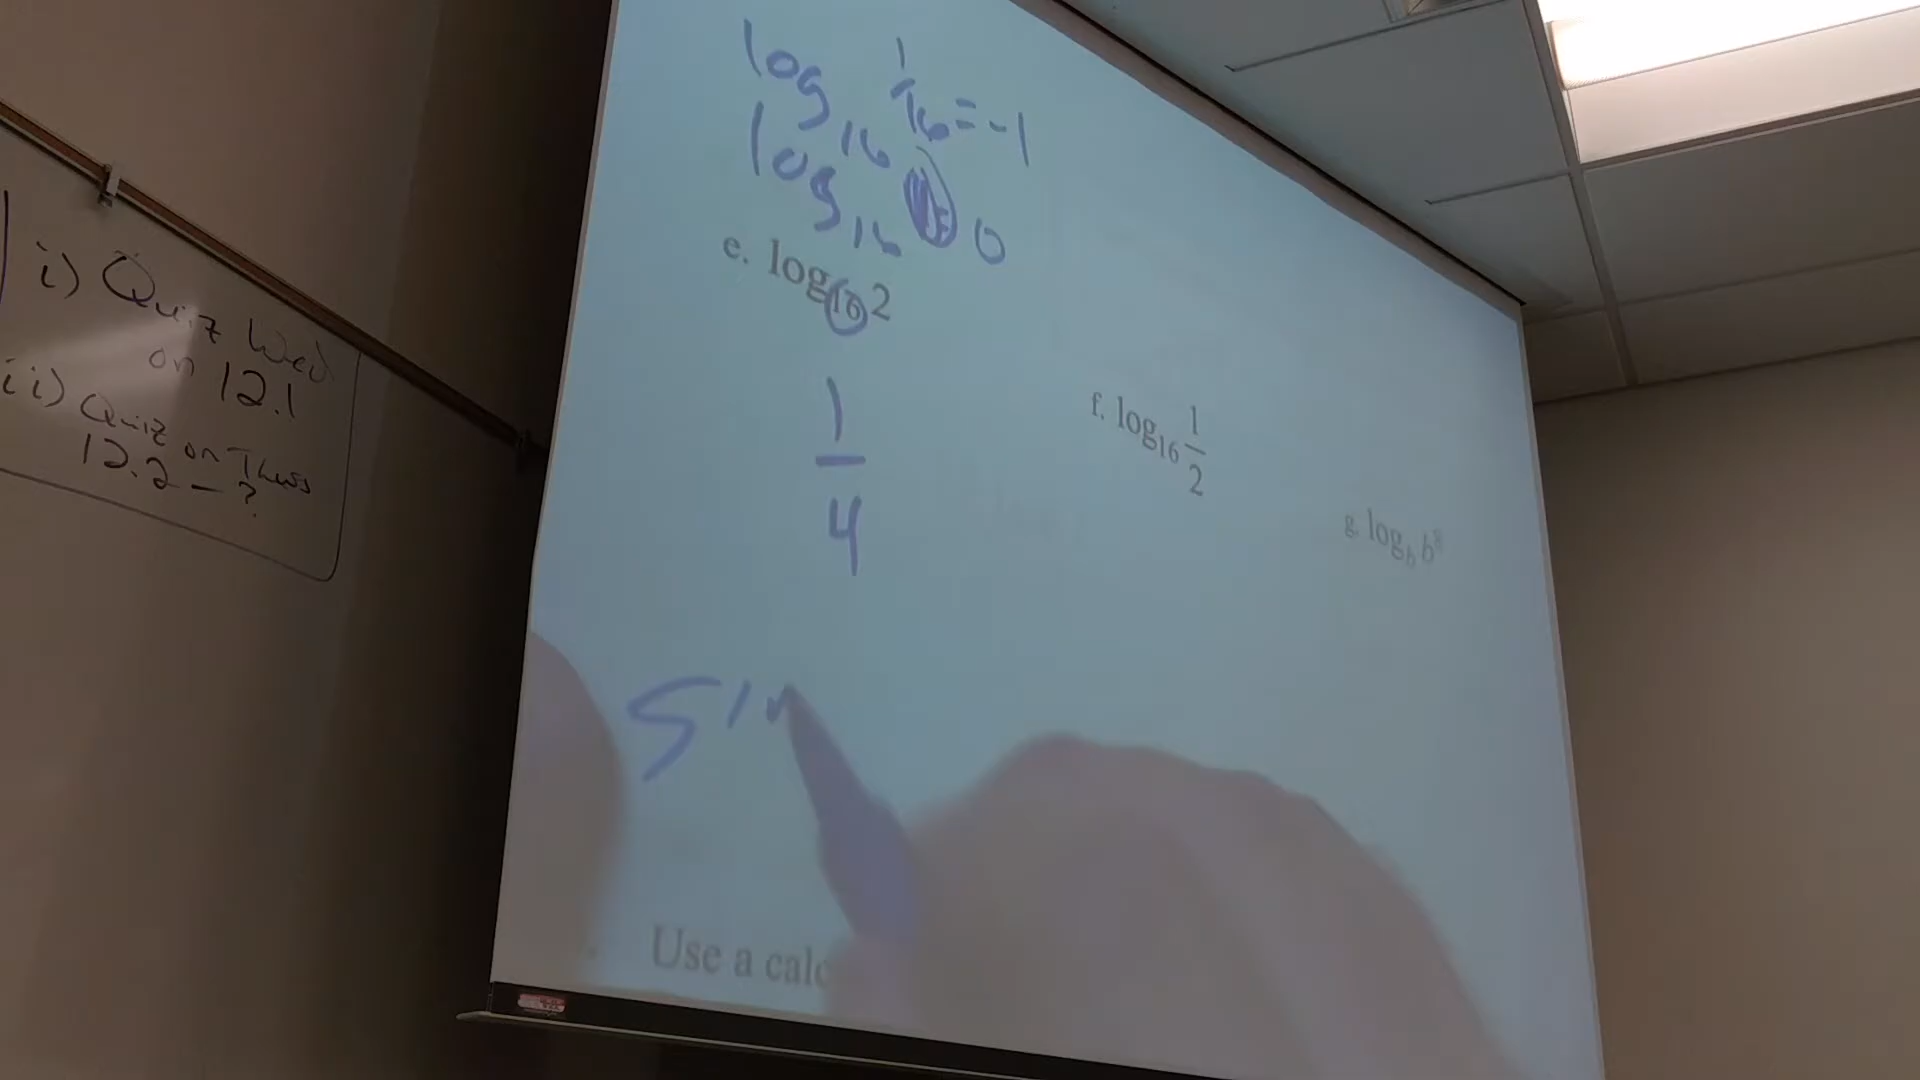 i) Quiz Wed
on 12.1
ii) Quiz on Thurs
12.2 - ?
log₁₆ 1/16 = -1
log₁₆ 1 = 0
e. log₁₆ 2
1/4
f. log₁₆ 1/2
g. log_b b⁸
Sin
Use a calc